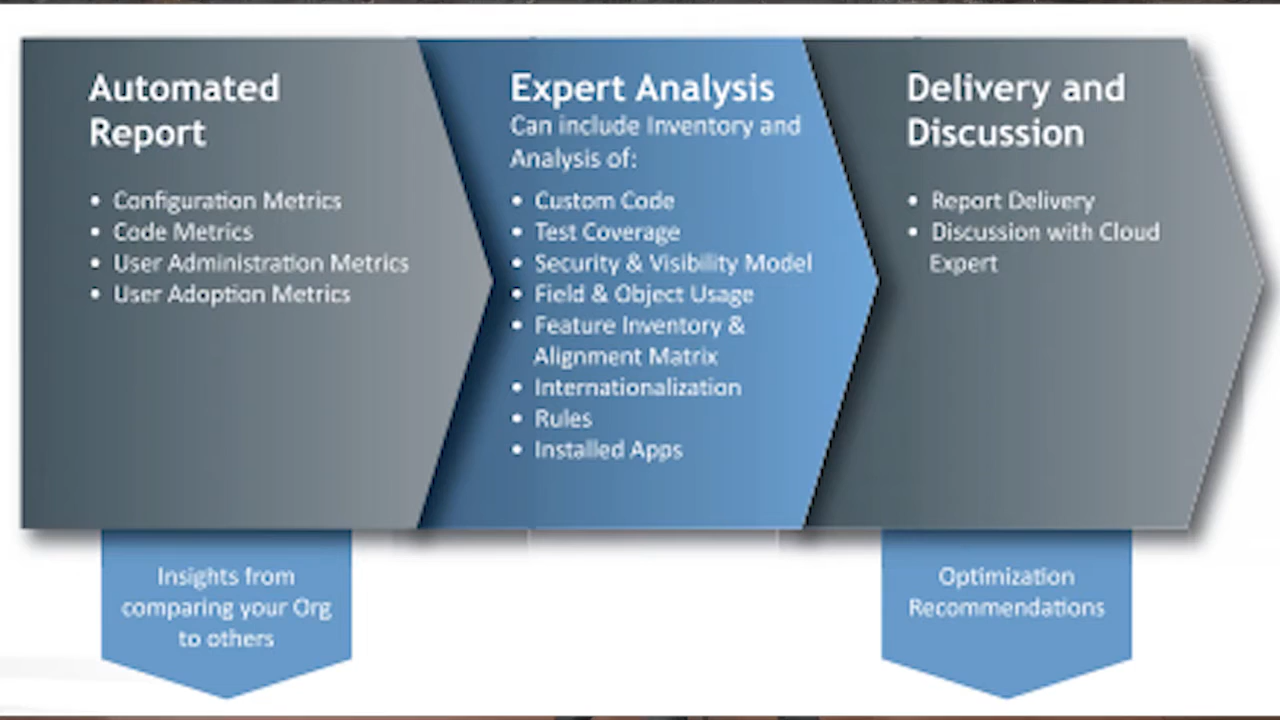 Automated
Report
• Configuration Metrics
• Code Metrics
• User Administration Metrics
• User Adoption Metrics
Insights from
comparing your Org
to others
Expert Analysis
Can include Inventory and
Analysis of:
• Custom Code
• Test Coverage
• Security & Visibility Model
• Field & Object Usage
• Feature Inventory &
Alignment Matrix
• Internationalization
• Rules
• Installed Apps
Delivery and
Discussion
• Report Delivery
• Discussion with Cloud
Expert
Optimization
Recommendations